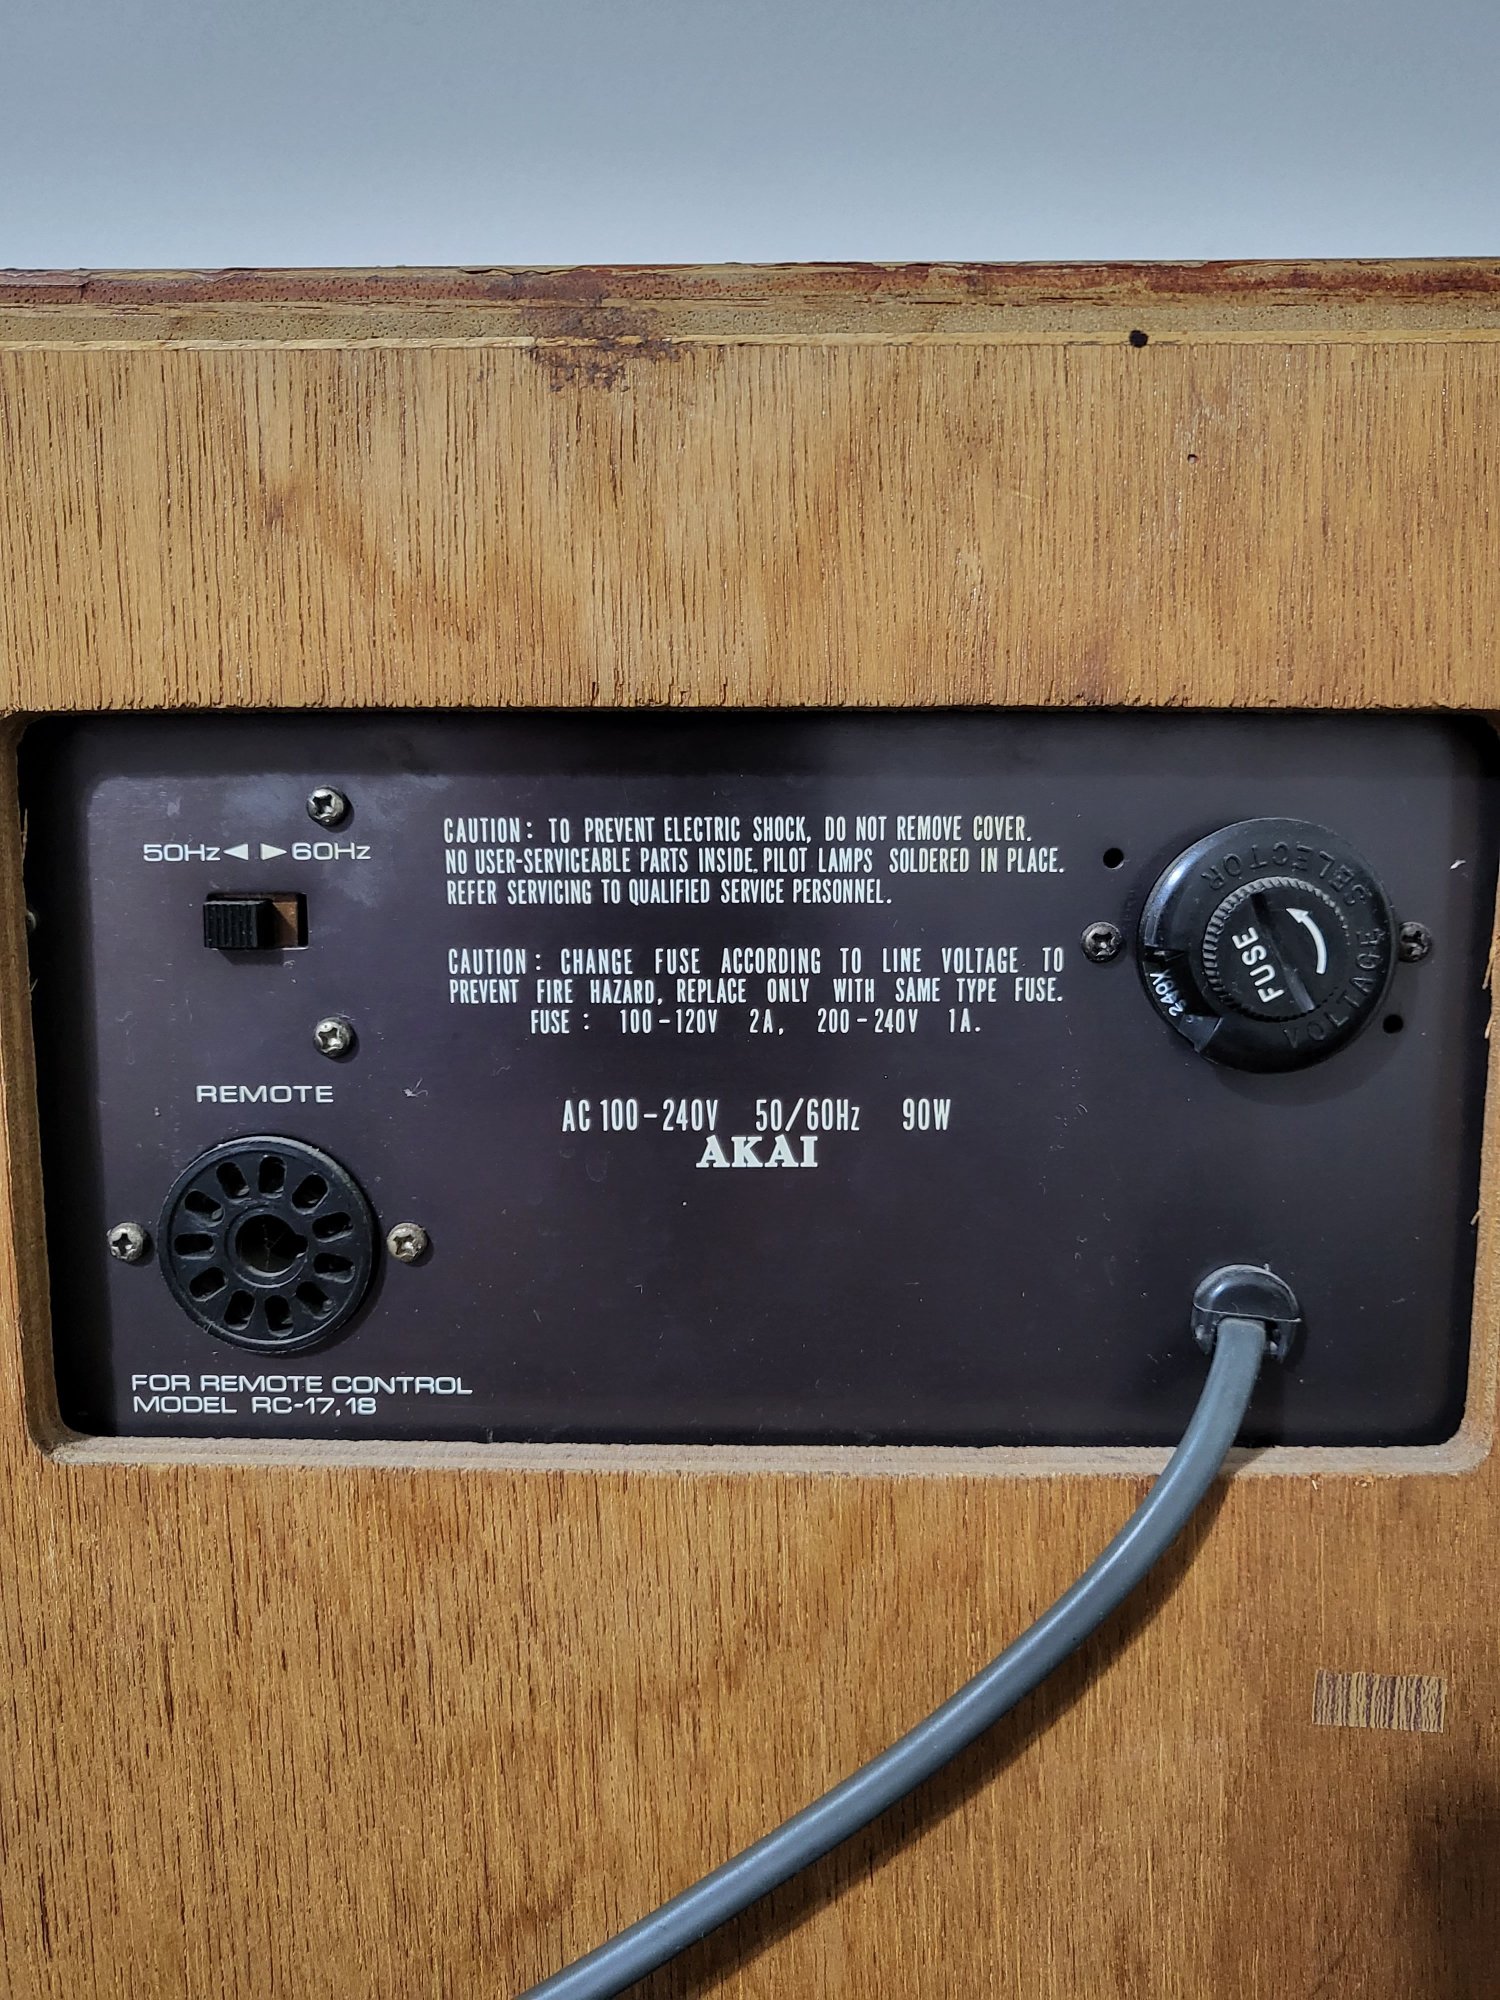 50Hz ◀ ▶ 60Hz
CAUTION: TO PREVENT ELECTRIC SHOCK, DO NOT REMOVE COVER.
NO USER-SERVICEABLE PARTS INSIDE. PILOT LAMPS SOLDERED IN PLACE.
REFER SERVICING TO QUALIFIED SERVICE PERSONNEL.
CAUTION: CHANGE FUSE ACCORDING TO LINE VOLTAGE TO
PREVENT FIRE HAZARD, REPLACE ONLY WITH SAME TYPE FUSE.
FUSE: 100-120V 2A, 200-240V 1A.
VOLTAGE SELECTOR
FUSE
240V
REMOTE
AC 100-240V 50/60Hz 90W
AKAI
FOR REMOTE CONTROL
MODEL RC-17,18